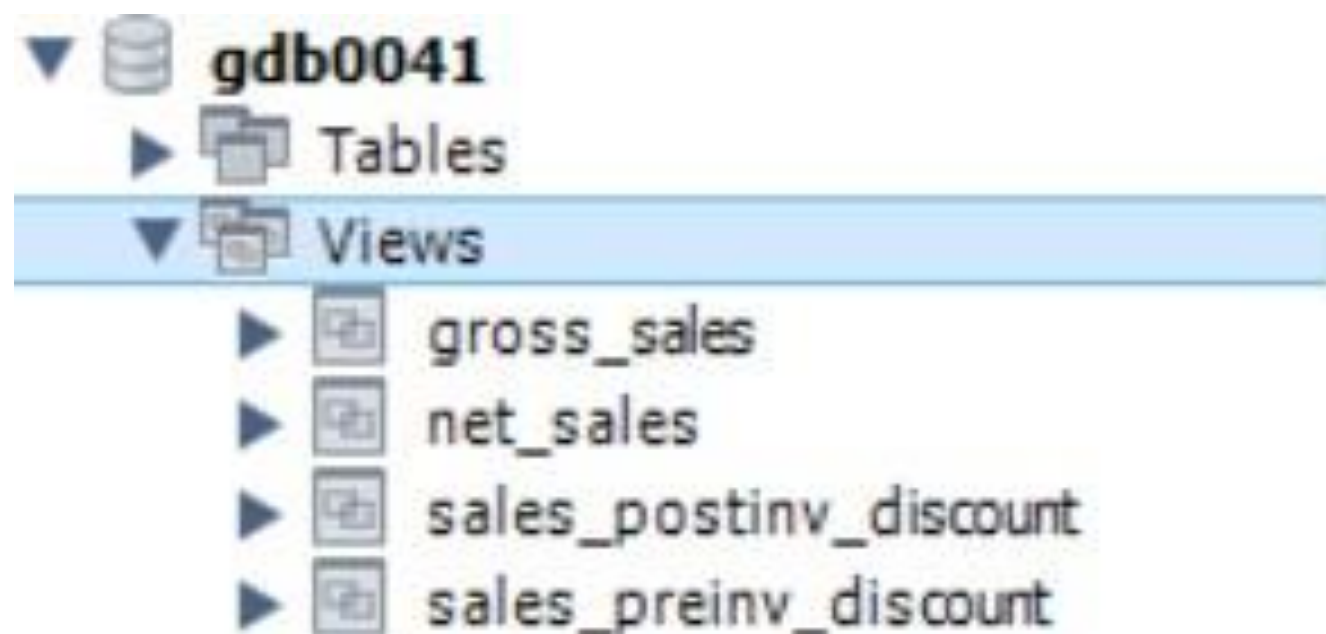 gdb0041
Tables
Views
gross_sales
net_sales
sales_postinv_discount
sales_preinv_discount